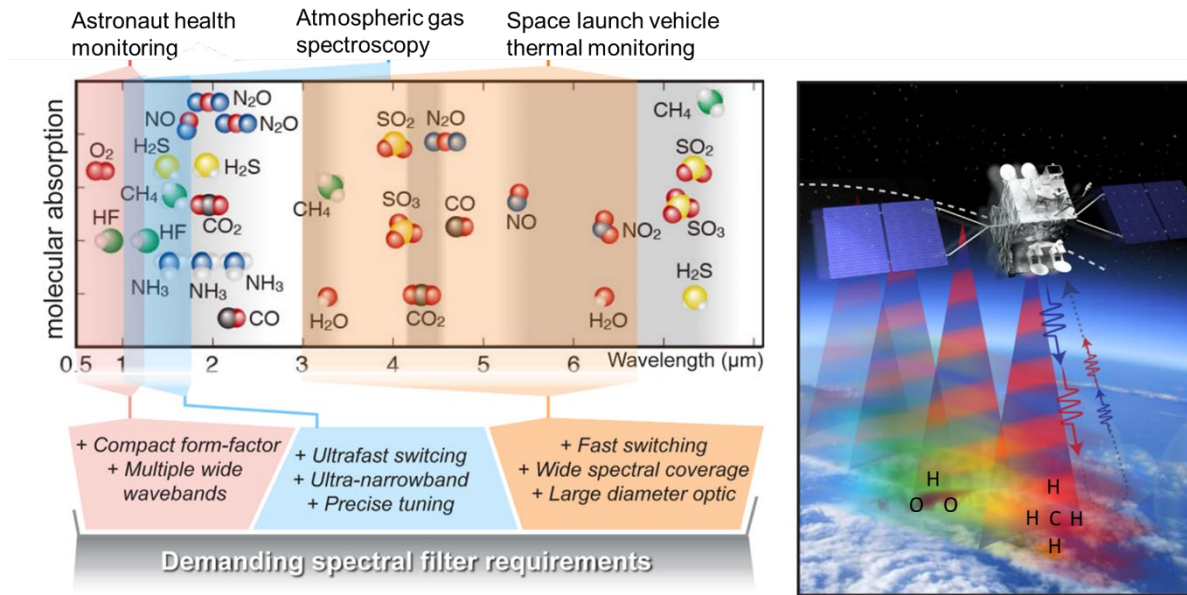 Astronaut health
monitoring
Atmospheric gas
spectroscopy
Space launch vehicle
thermal monitoring
molecular absorption
O₂
HF
NO
N₂O
N₂O
H₂S
H₂S
CH₄
CO₂
HF
NH₃
NH₃
NH₃
CO
CH₄
H₂O
SO₂
N₂O
SO₃
CO
CO₂
NO
NO₂
H₂O
CH₄
SO₂
SO₃
H₂S
0.5 1 2 3 4 5 6 Wavelength (μm)
+ Compact form-factor
+ Multiple wide
wavebands
+ Ultrafast switcing
+ Ultra-narrowband
+ Precise tuning
+ Fast switching
+ Wide spectral coverage
+ Large diameter optic
Demanding spectral filter requirements
H
O O
H
H C H
H